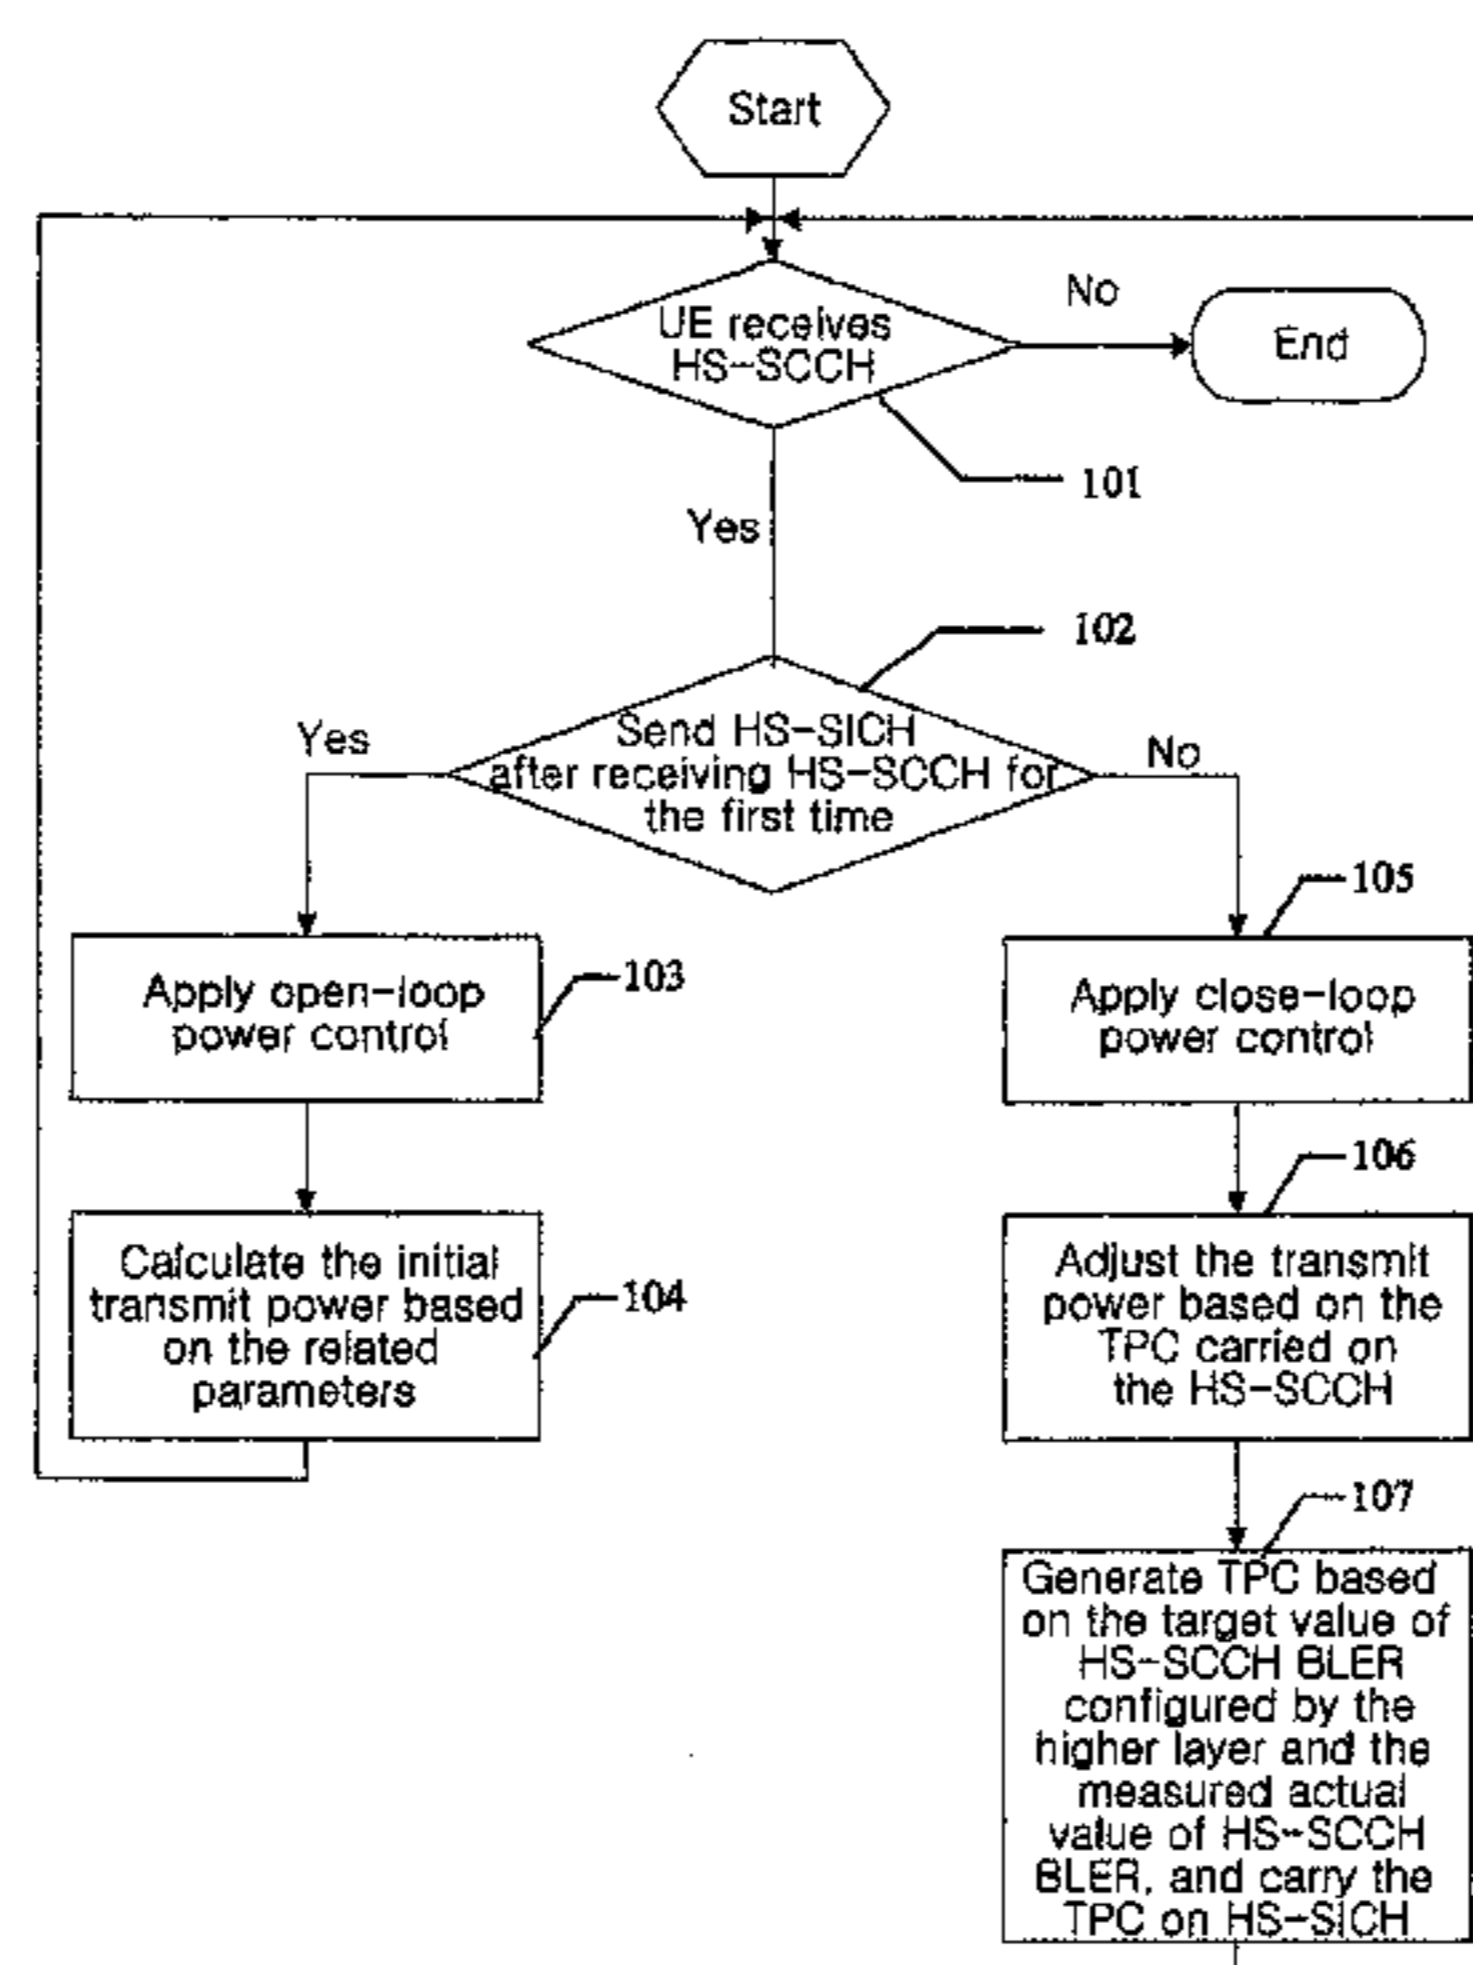 Start
UE receives
HS-SCCH
No
End
101
Yes
102
Send HS-SICH
after receiving HS-SCCH for
the first time
Yes
No
103
Apply open-loop
power control
105
Apply close-loop
power control
104
Calculate the initial
transmit power based
on the related
parameters
106
Adjust the transmit
power based on the
TPC carried on
the HS-SCCH
107
Generate TPC based
on the target value of
HS-SCCH BLER
configured by the
higher layer and the
measured actual
value of HS-SCCH
BLER, and carry the
TPC on HS-SICH